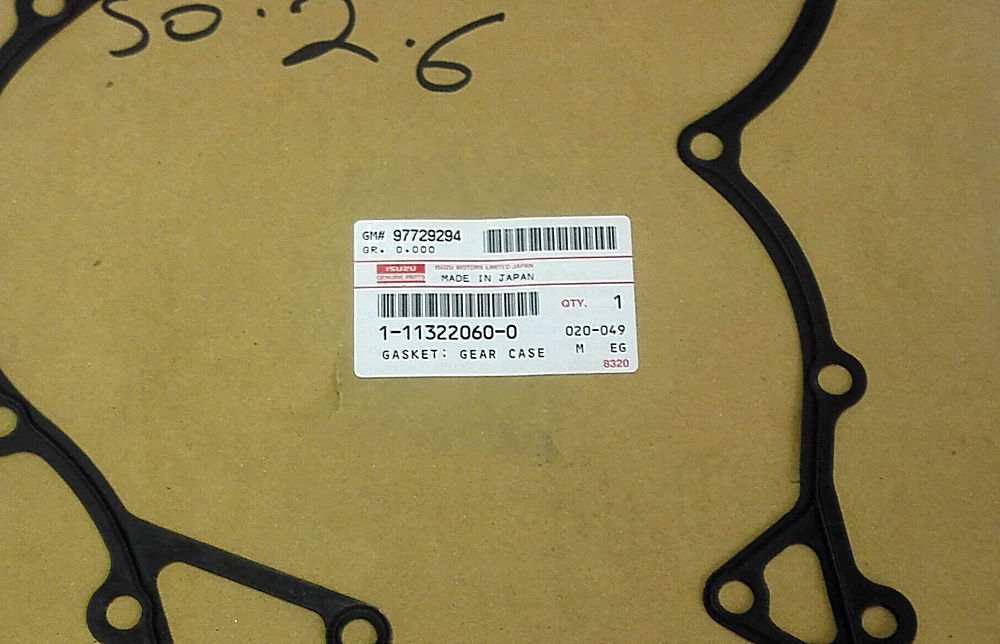 50.2.6
GM# 97729294
GR. 0.000
ISUZU
GENUINE PARTS
ISUZU MOTORS LIMITED JAPAN
MADE IN JAPAN
QTY. 1
1-11322060-0
020-049
GASKET: GEAR CASE
M EG
8320